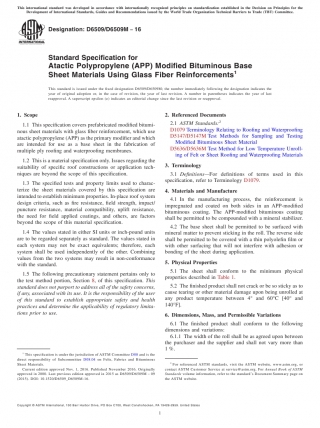 This international standard was developed in accordance with internationally recognized principles on standardization established in the Decision on Principles for the
Development of International Standards, Guides and Recommendations issued by the World Trade Organization Technical Barriers to Trade (TBT) Committee.
Designation: D6509/D6509M – 16
INTERNATIONAL
Standard Specification for
Atactic Polypropylene (APP) Modified Bituminous Base
Sheet Materials Using Glass Fiber Reinforcements1
This standard is issued under the fixed designation D6509/D6509M; the number immediately following the designation indicates the
year of original adoption or, in the case of revision, the year of last revision. A number in parentheses indicates the year of last
reapproval. A superscript epsilon (ε) indicates an editorial change since the last revision or reapproval.
1. Scope
1.1 This specification covers prefabricated modified bitumi-
nous sheet materials with glass fiber reinforcement, which use
atactic polypropylene (APP) as the primary modifier and which
are intended for use as a base sheet in the fabrication of
multiple ply roofing and waterproofing membranes.
1.2 This is a material specification only. Issues regarding the
suitability of specific roof constructions or application tech-
niques are beyond the scope of this specification.
1.3 The specified tests and property limits used to charac-
terize the sheet materials covered by this specification are
intended to establish minimum properties. In-place roof system
design criteria, such as fire resistance, field strength, impact/
puncture resistance, material compatibility, uplift resistance,
the need for field applied coatings, and others, are factors
beyond the scope of this material specification.
1.4 The values stated in either SI units or inch-pound units
are to be regarded separately as standard. The values stated in
each system may not be exact equivalents; therefore, each
system shall be used independently of the other. Combining
values from the two systems may result in non-conformance
with the standard.
1.5 The following precautionary statement pertains only to
the test method portion, Section 8, of this specification. This
standard does not purport to address all of the safety concerns,
if any, associated with its use. It is the responsibility of the user
of this standard to establish appropriate safety and health
practices and determine the applicability of regulatory limita-
tions prior to use.
1 This specification is under the jurisdiction of ASTM Committee D08 and is the
direct responsibility of Subcommittee
Sheet Materials.
Current edition approved Nov. 1, 2016. Published November 2016. Originally
approved in 2000. Last previous edition approved in 2015 as D6509/D6509M – 09
(2015). DOI: 10.1520/D6509_D6509M-16.
2. Referenced Documents
2.1 ASTM Standards:2
D1079 Terminology Relating to Roofing and Waterproofing
D5147/D5147M Test Methods for Sampling and Testing
Modified Bituminous Sheet Material
D5636/D5636M Test Method for Low Temperature Unroll-
ing of Felt or Sheet Roofing and Waterproofing Materials
3. Terminology
3.1 Definitions—For definitions of terms used in this
specification, refer to Terminology D1079.
4. Materials and Manufacture
4.1 In the manufacturing process, the reinforcement is
impregnated and coated on both sides in an APP-modified
bituminous coating. The APP-modified bituminous coating
shall be permitted to be compounded with a mineral stabilizer.
4.2 The base sheet shall be permitted to be surfaced with
mineral matter to prevent sticking in the roll. The reverse side
shall be permitted to be covered with a thin polyolefin film or
with other surfacing that will not interfere with adhesion or
bonding of the sheet during application.
5. Physical Properties
5.1 The sheet shall conform to the minimum physical
properties described in Table 1.
5.2 The finished product shall not crack or be so sticky as to
cause tearing or other material damage upon being unrolled at
any product temperature between 4° and 60°C [40° and
140°F].
6. Dimensions, Mass, and Permissible Variations
6.1 The finished product shall conform to the following
dimensions and variations:
6.1.1 The width of the roll shall be as agreed upon between
the purchaser and the supplier and shall not vary more than
1 %.
2 For referenced ASTM standards, visit the ASTM website, www.astm.org, or
contact ASTM Customer Service at service@astm.org. For Annual Book of ASTM
Standards volume information, refer to the standard's Document Summary page on
the ASTM website.
Copyright © ASTM International, 100 Barr Harbor Drive, PO Box C700, West Conshohocken, PA 19428-2959. United States
1